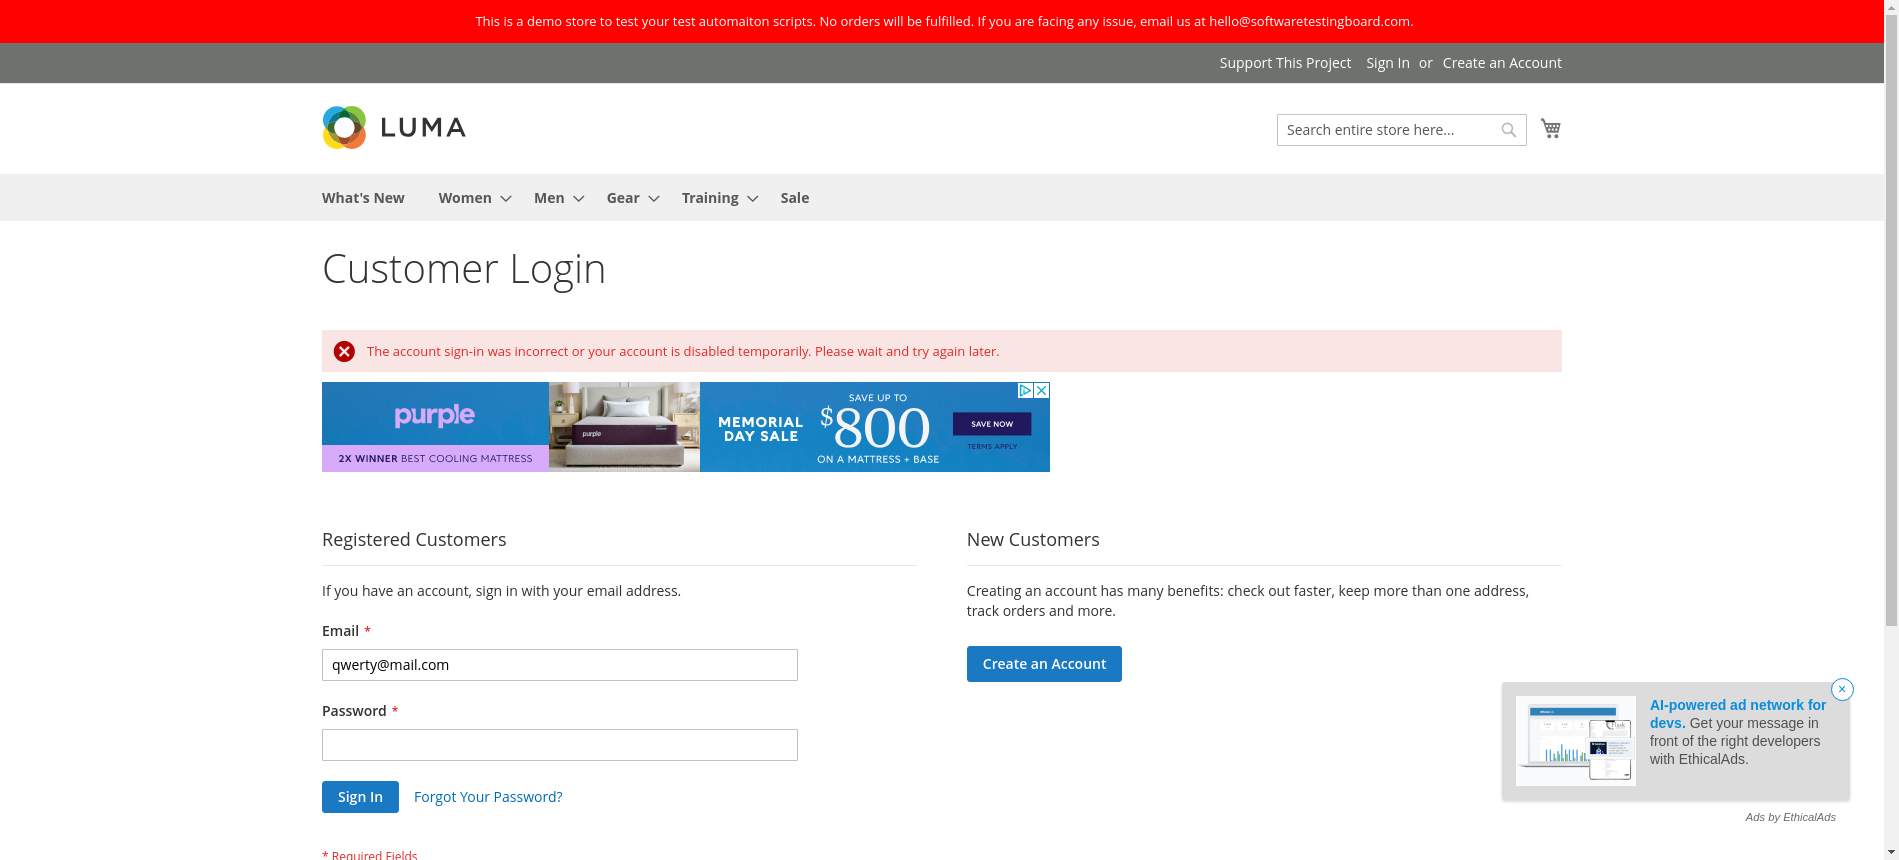 This is a demo store to test your test automaiton scripts. No orders will be fulfilled. If you are facing any issue, email us at hello@softwaretestingboard.com.
Support This Project Sign In or Create an Account
LUMA
Search entire store here...
What's New Women Men Gear Training Sale
Customer Login
The account sign-in was incorrect or your account is disabled temporarily. Please wait and try again later.
purple
2X WINNER BEST COOLING MATTRESS
purple
MEMORIAL
DAY SALE
SAVE UP TO
$800
ON A MATTRESS + BASE
SAVE NOW
TERMS APPLY
Registered Customers
If you have an account, sign in with your email address.
Email *
qwerty@mail.com
Password *
Sign In Forgot Your Password?
* Required Fields
New Customers
Creating an account has many benefits: check out faster, keep more than one address,
track orders and more.
Create an Account
AI-powered ad network for
devs. Get your message in
front of the right developers
with EthicalAds.
Ads by EthicalAds